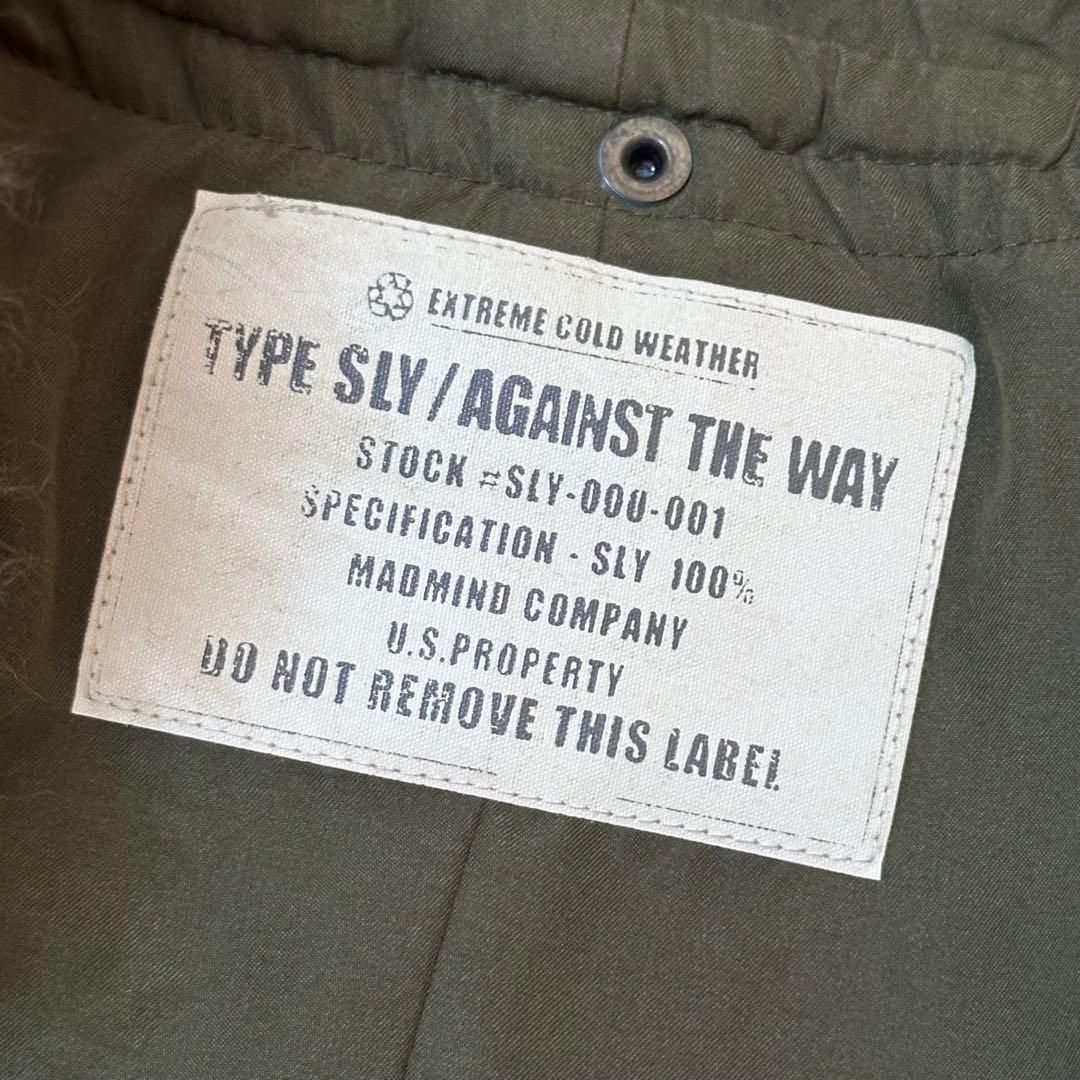 EXTREME COLD WEATHER
TYPE SLY/AGAINST THE WAY
STOCK #SLY-000-001
SPECIFICATION - SLY 100%
MADMIND COMPANY
U.S.PROPERTY
DO NOT REMOVE THIS LABEL